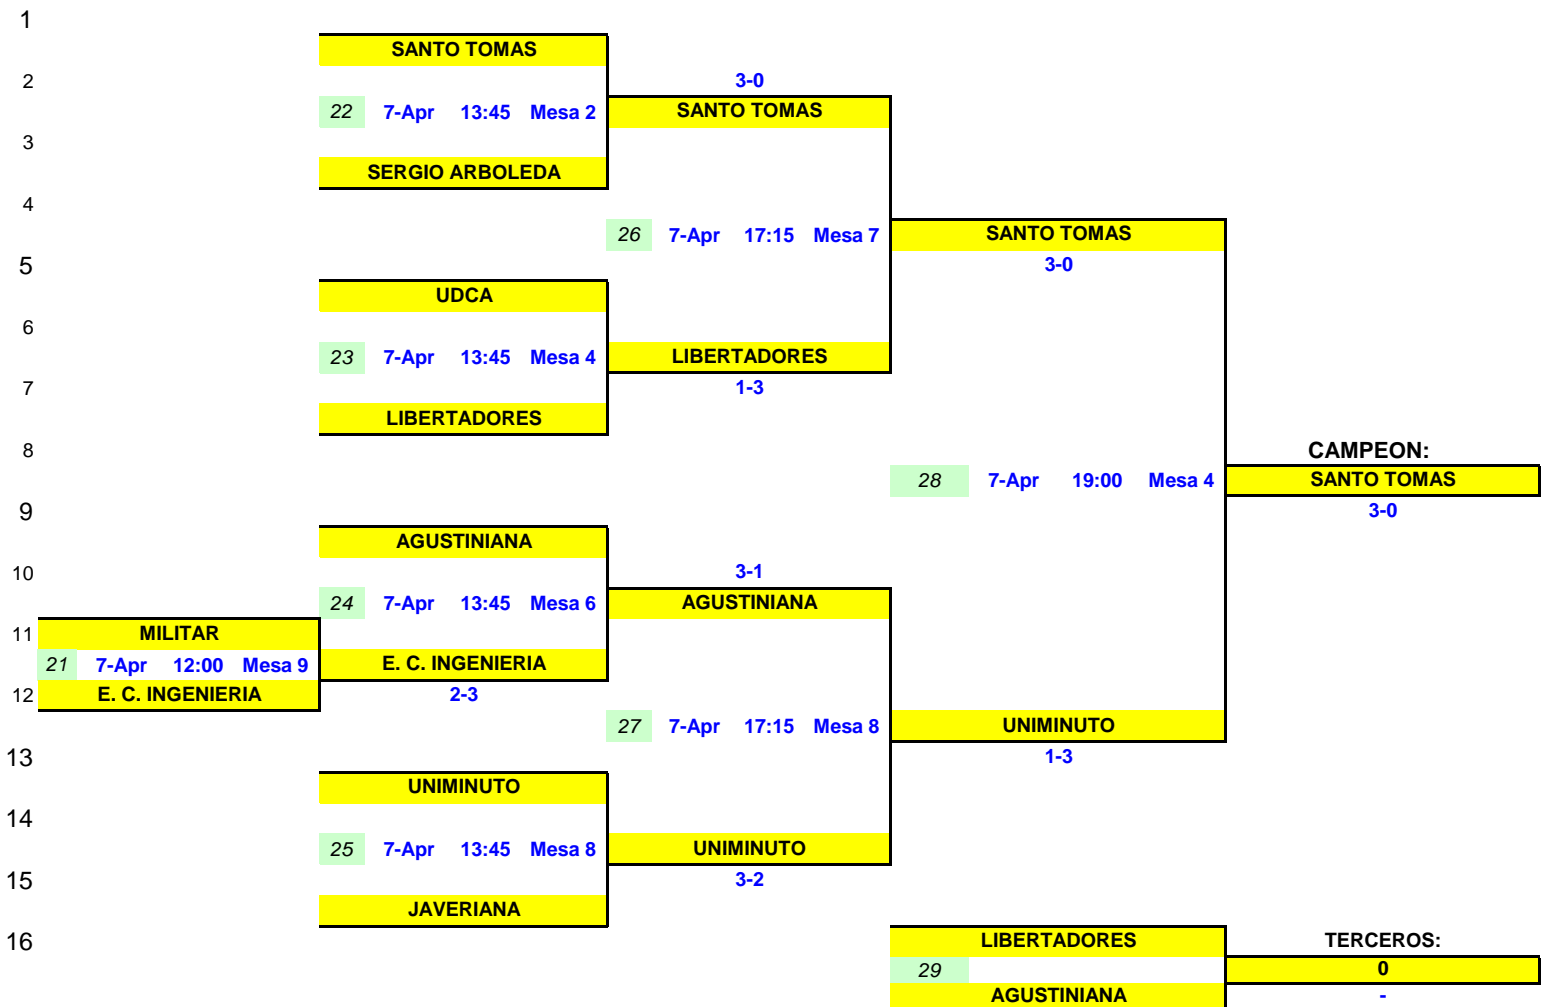 1
SANTO TOMAS
2 3-0
22 7-Apr 13:45 Mesa 2 SANTO TOMAS
3
SERGIO ARBOLEDA
4
26 7-Apr 17:15 Mesa 7 SANTO TOMAS
5 3-0
UDCA
6
23 7-Apr 13:45 Mesa 4 LIBERTADORES
7 1-3
LIBERTADORES
8 CAMPEON:
28 7-Apr 19:00 Mesa 4 SANTO TOMAS
9 3-0
AGUSTINIANA
10 3-1
24 7-Apr 13:45 Mesa 6 AGUSTINIANA
11 MILITAR
21 7-Apr 12:00 Mesa 9 E. C. INGENIERIA
12 E. C. INGENIERIA 2-3
27 7-Apr 17:15 Mesa 8 UNIMINUTO
13 1-3
UNIMINUTO
14
25 7-Apr 13:45 Mesa 8 UNIMINUTO
15 3-2
JAVERIANA
16 LIBERTADORES TERCEROS:
29 0
AGUSTINIANA -